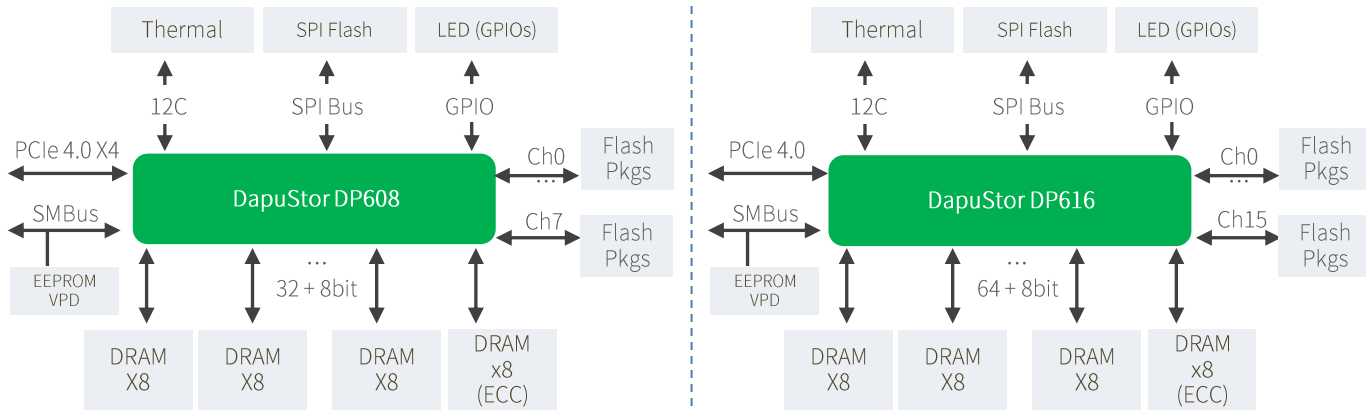 Thermal
SPI Flash
LED (GPIOs)
12C
SPI Bus
GPIO
PCIe 4.0 X4
SMBus
EEPROM
VPD
DapuStor DP608
Ch0
...
Ch7
Flash
Pkgs
Flash
Pkgs
...
32 + 8bit
DRAM
X8
DRAM
X8
DRAM
X8
DRAM
x8
(ECC)
Thermal
SPI Flash
LED (GPIOs)
12C
SPI Bus
GPIO
PCIe 4.0
SMBus
EEPROM
VPD
DapuStor DP616
Ch0
...
Ch15
Flash
Pkgs
Flash
Pkgs
...
64 + 8bit
DRAM
X8
DRAM
X8
DRAM
X8
DRAM
x8
(ECC)